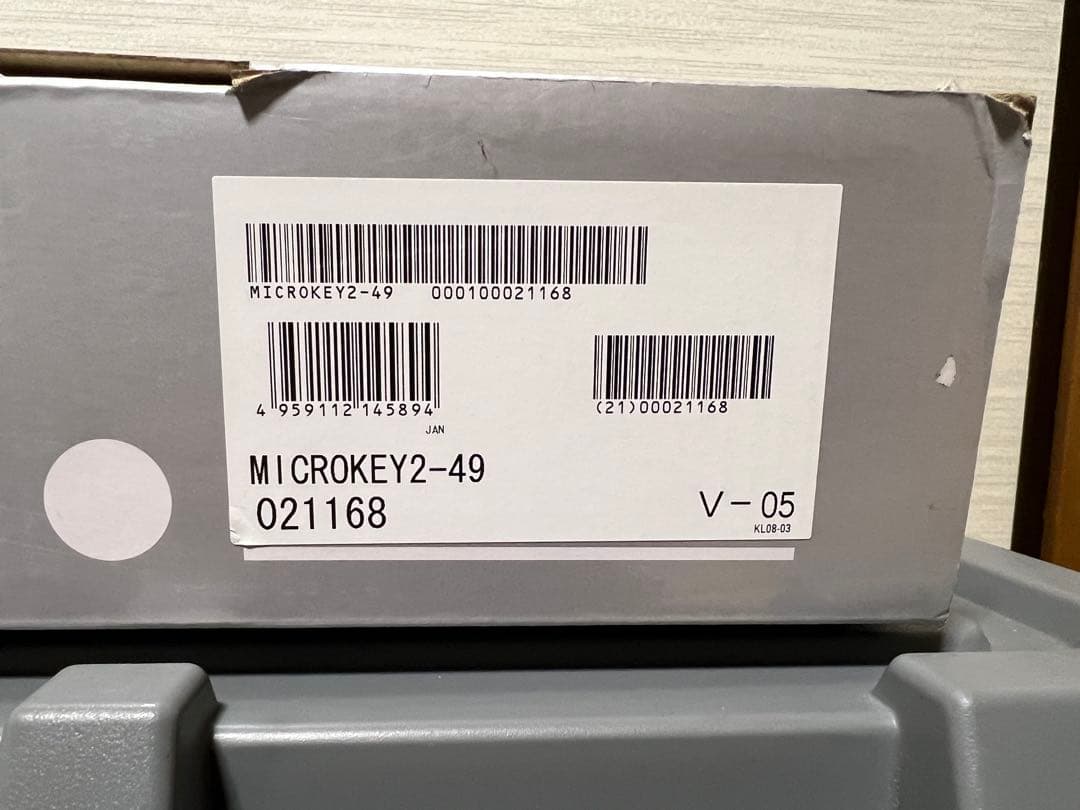 MICROKEY2-49 000100021168
4 959112 145894
JAN
(21)00021168
MICROKEY2-49
021168
V-05
KL08-03